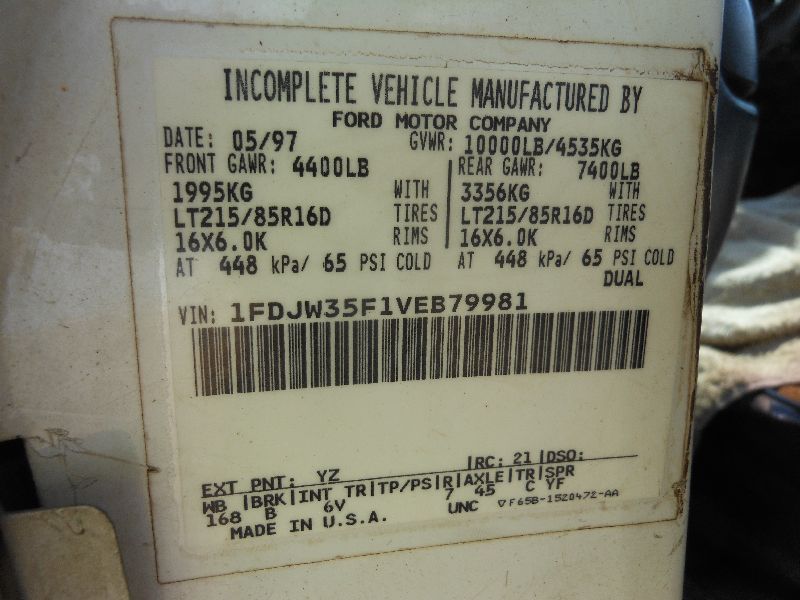 INCOMPLETE VEHICLE MANUFACTURED BY
FORD MOTOR COMPANY
DATE: 05/97 GVWR: 10000LB/4535KG
FRONT GAWR: 4400LB REAR GAWR: 7400LB
1995KG WITH 3356KG WITH
LT215/85R16D TIRES LT215/85R16D TIRES
16X6.0K RIMS 16X6.0K RIMS
AT 448 kPa/ 65 PSI COLD AT 448 kPa/ 65 PSI COLD
DUAL
VIN: 1FDJW35F1VEB79981
EXT PNT: YZ |RC: 21 |DSO:
WB |BRK|INT TR|TP/PS|R|AXLE|TR|SPR
168 B 6V 7 45 C YF
MADE IN U.S.A. UNC ▽F65B-1520472-AA